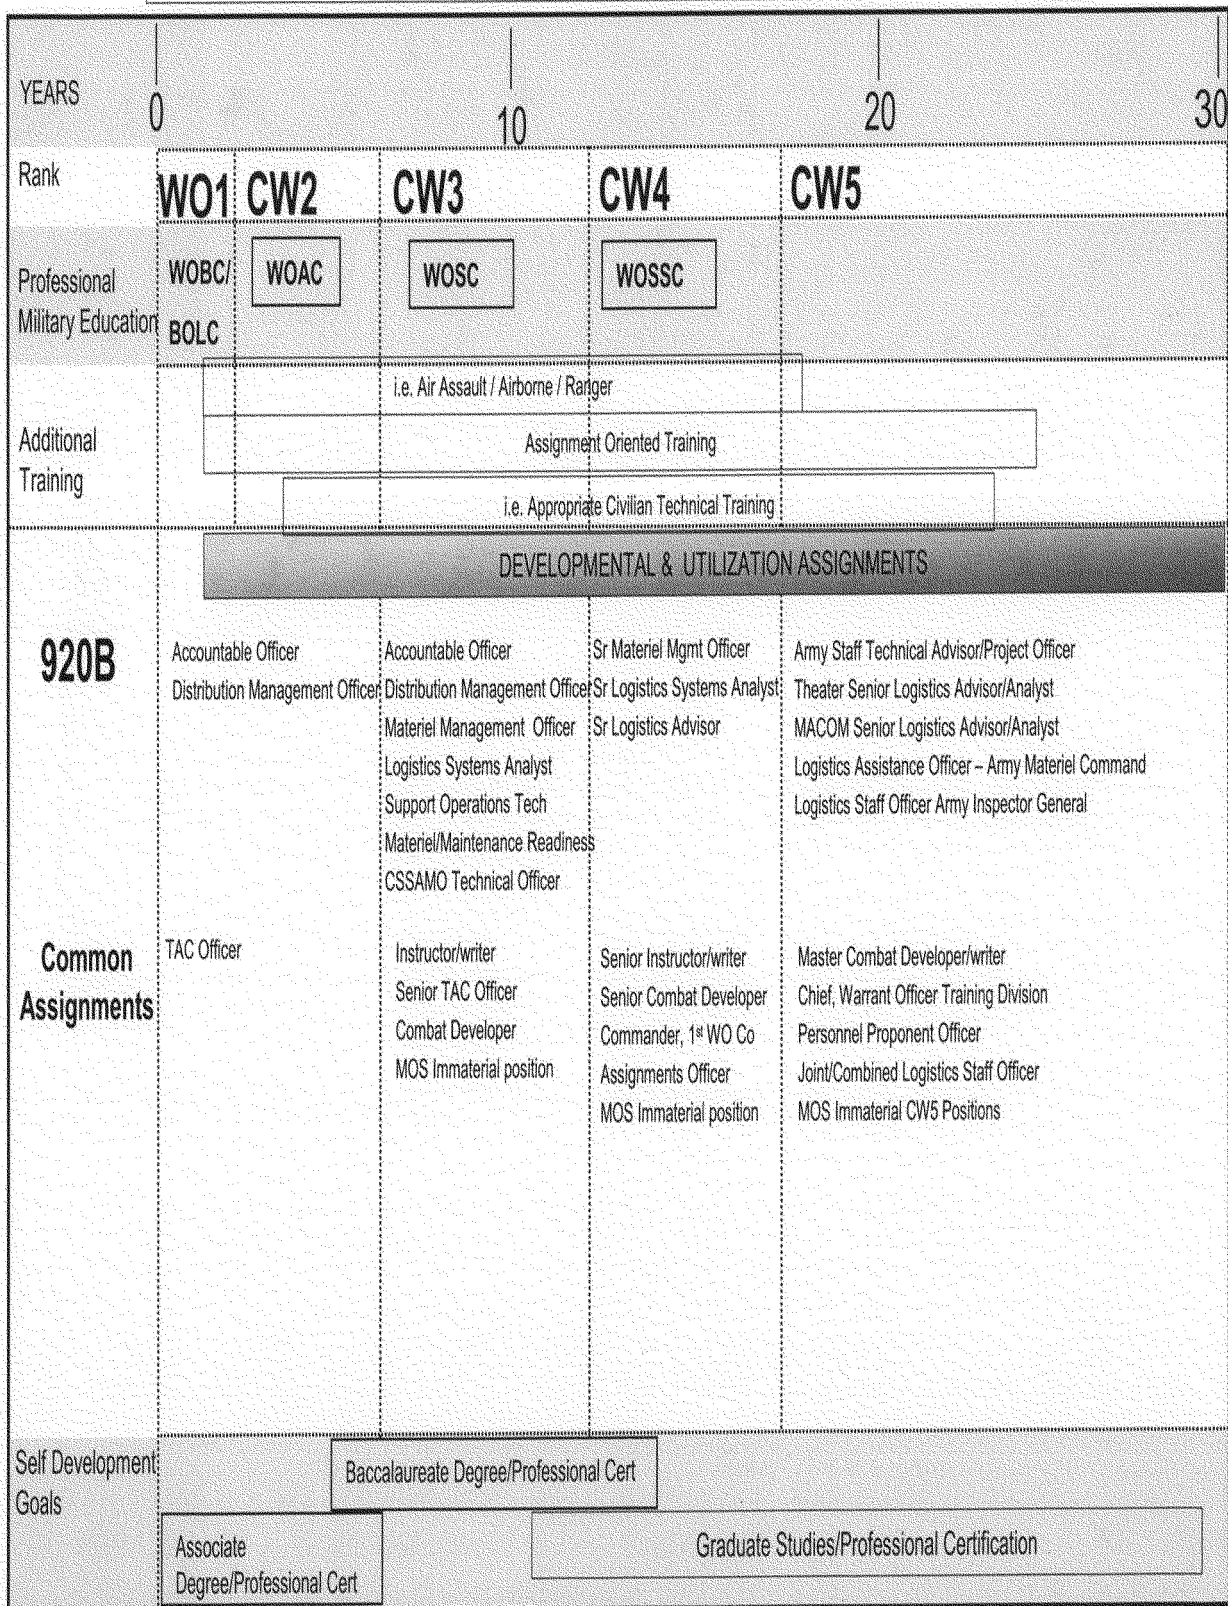 YEARS
0
10
20
30
Rank
WO1 CW2 CW3 CW4 CW5
Professional
Military Education
WOBC/
BOLC
WOAC
WOSC
WOSSC
Additional
Training
i.e. Air Assault / Airborne / Ranger
Assignment Oriented Training
i.e. Appropriate Civilian Technical Training
DEVELOPMENTAL & UTILIZATION ASSIGNMENTS
920B
Accountable Officer
Distribution Management Officer
Accountable Officer
Distribution Management Officer
Materiel Management Officer
Logistics Systems Analyst
Support Operations Tech
Materiel/Maintenance Readiness
CSSAMO Technical Officer
Sr Materiel Mgmt Officer
Sr Logistics Systems Analyst
Sr Logistics Advisor
Army Staff Technical Advisor/Project Officer
Theater Senior Logistics Advisor/Analyst
MACOM Senior Logistics Advisor/Analyst
Logistics Assistance Officer – Army Materiel Command
Logistics Staff Officer Army Inspector General
Common
Assignments
TAC Officer
Instructor/writer
Senior TAC Officer
Combat Developer
MOS Immaterial position
Senior Instructor/writer
Senior Combat Developer
Commander, 1st WO Co
Assignments Officer
MOS Immaterial position
Master Combat Developer/writer
Chief, Warrant Officer Training Division
Personnel Proponent Officer
Joint/Combined Logistics Staff Officer
MOS Immaterial CW5 Positions
Self Development
Goals
Baccalaureate Degree/Professional Cert
Associate
Degree/Professional Cert
Graduate Studies/Professional Certification